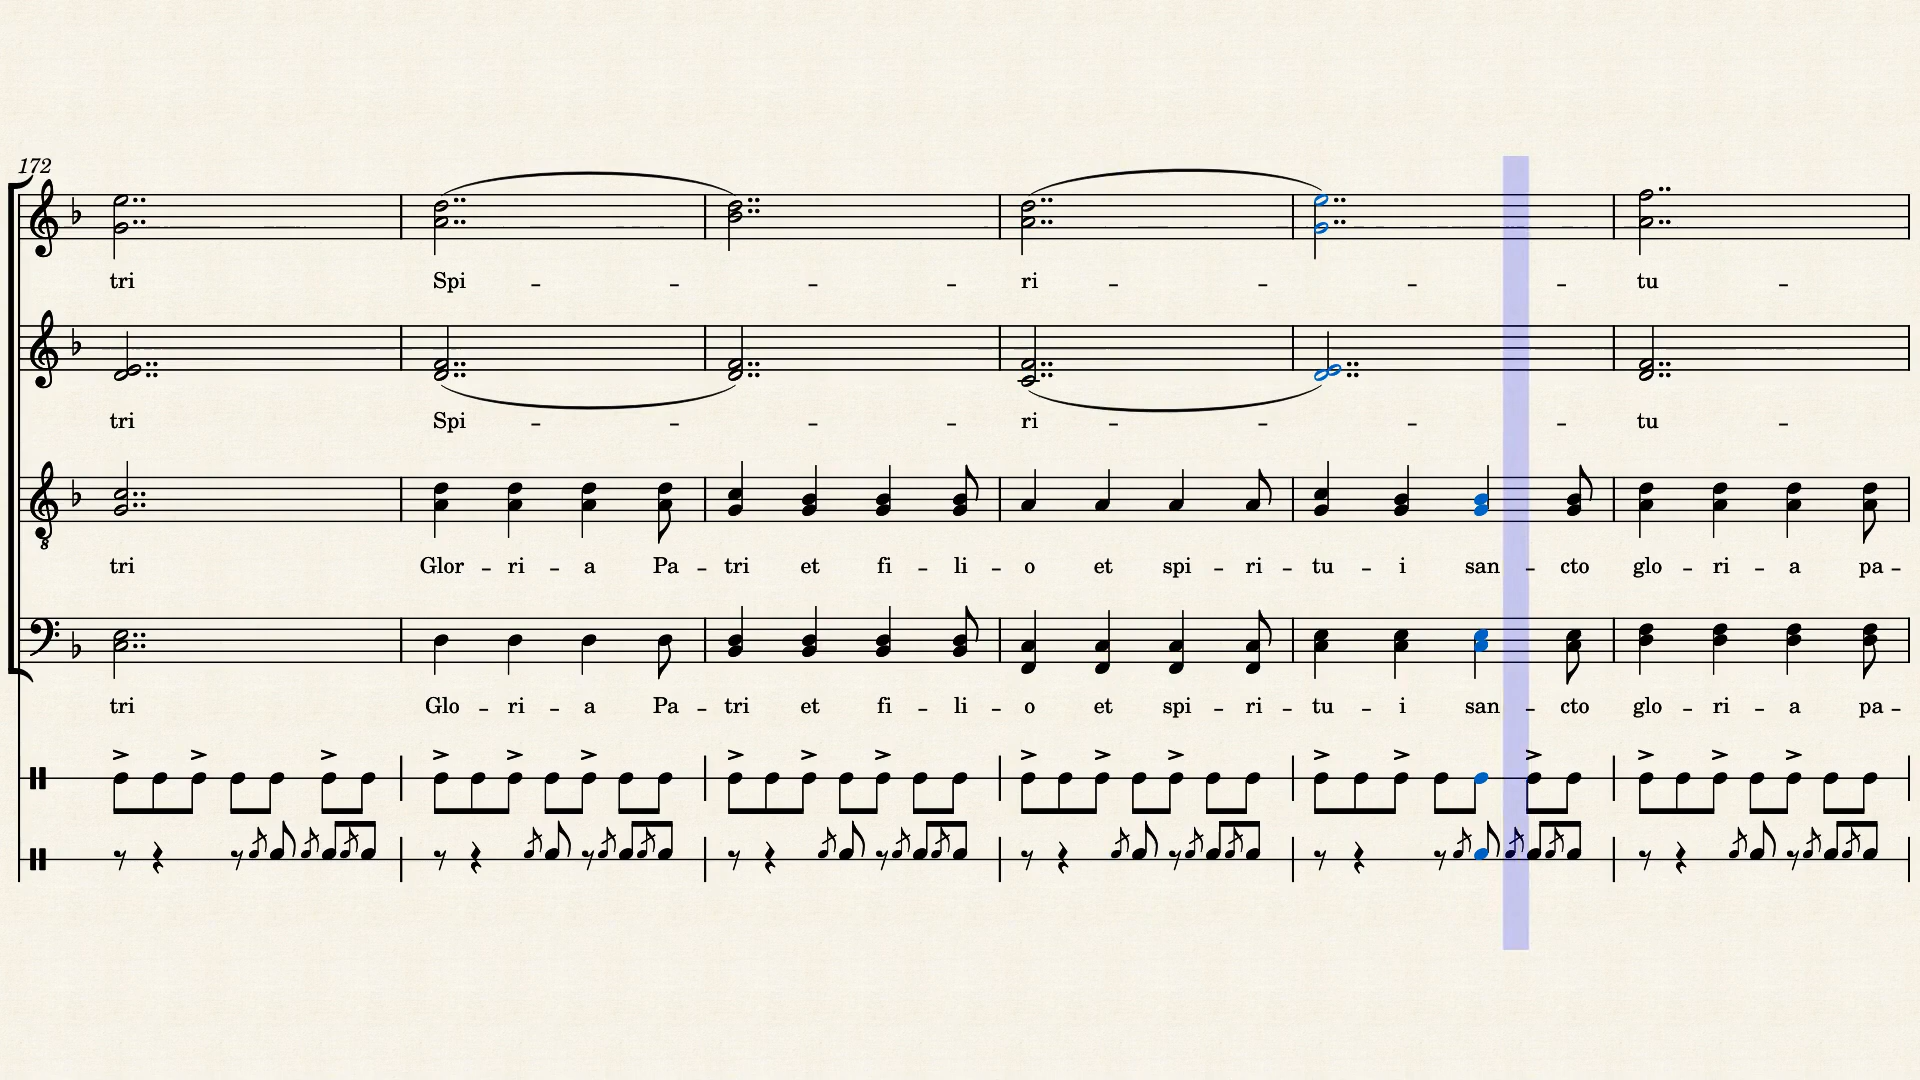 172
tri Spi - - - - ri - - - - tu -
tri Spi - - - - ri - - - - tu -
8
tri Glor - ri - a Pa - tri et fi - li - o et spi - ri - tu - i san - cto glo - ri - a pa -
tri Glo - ri - a Pa - tri et fi - li - o et spi - ri - tu - i san - cto glo - ri - a pa -